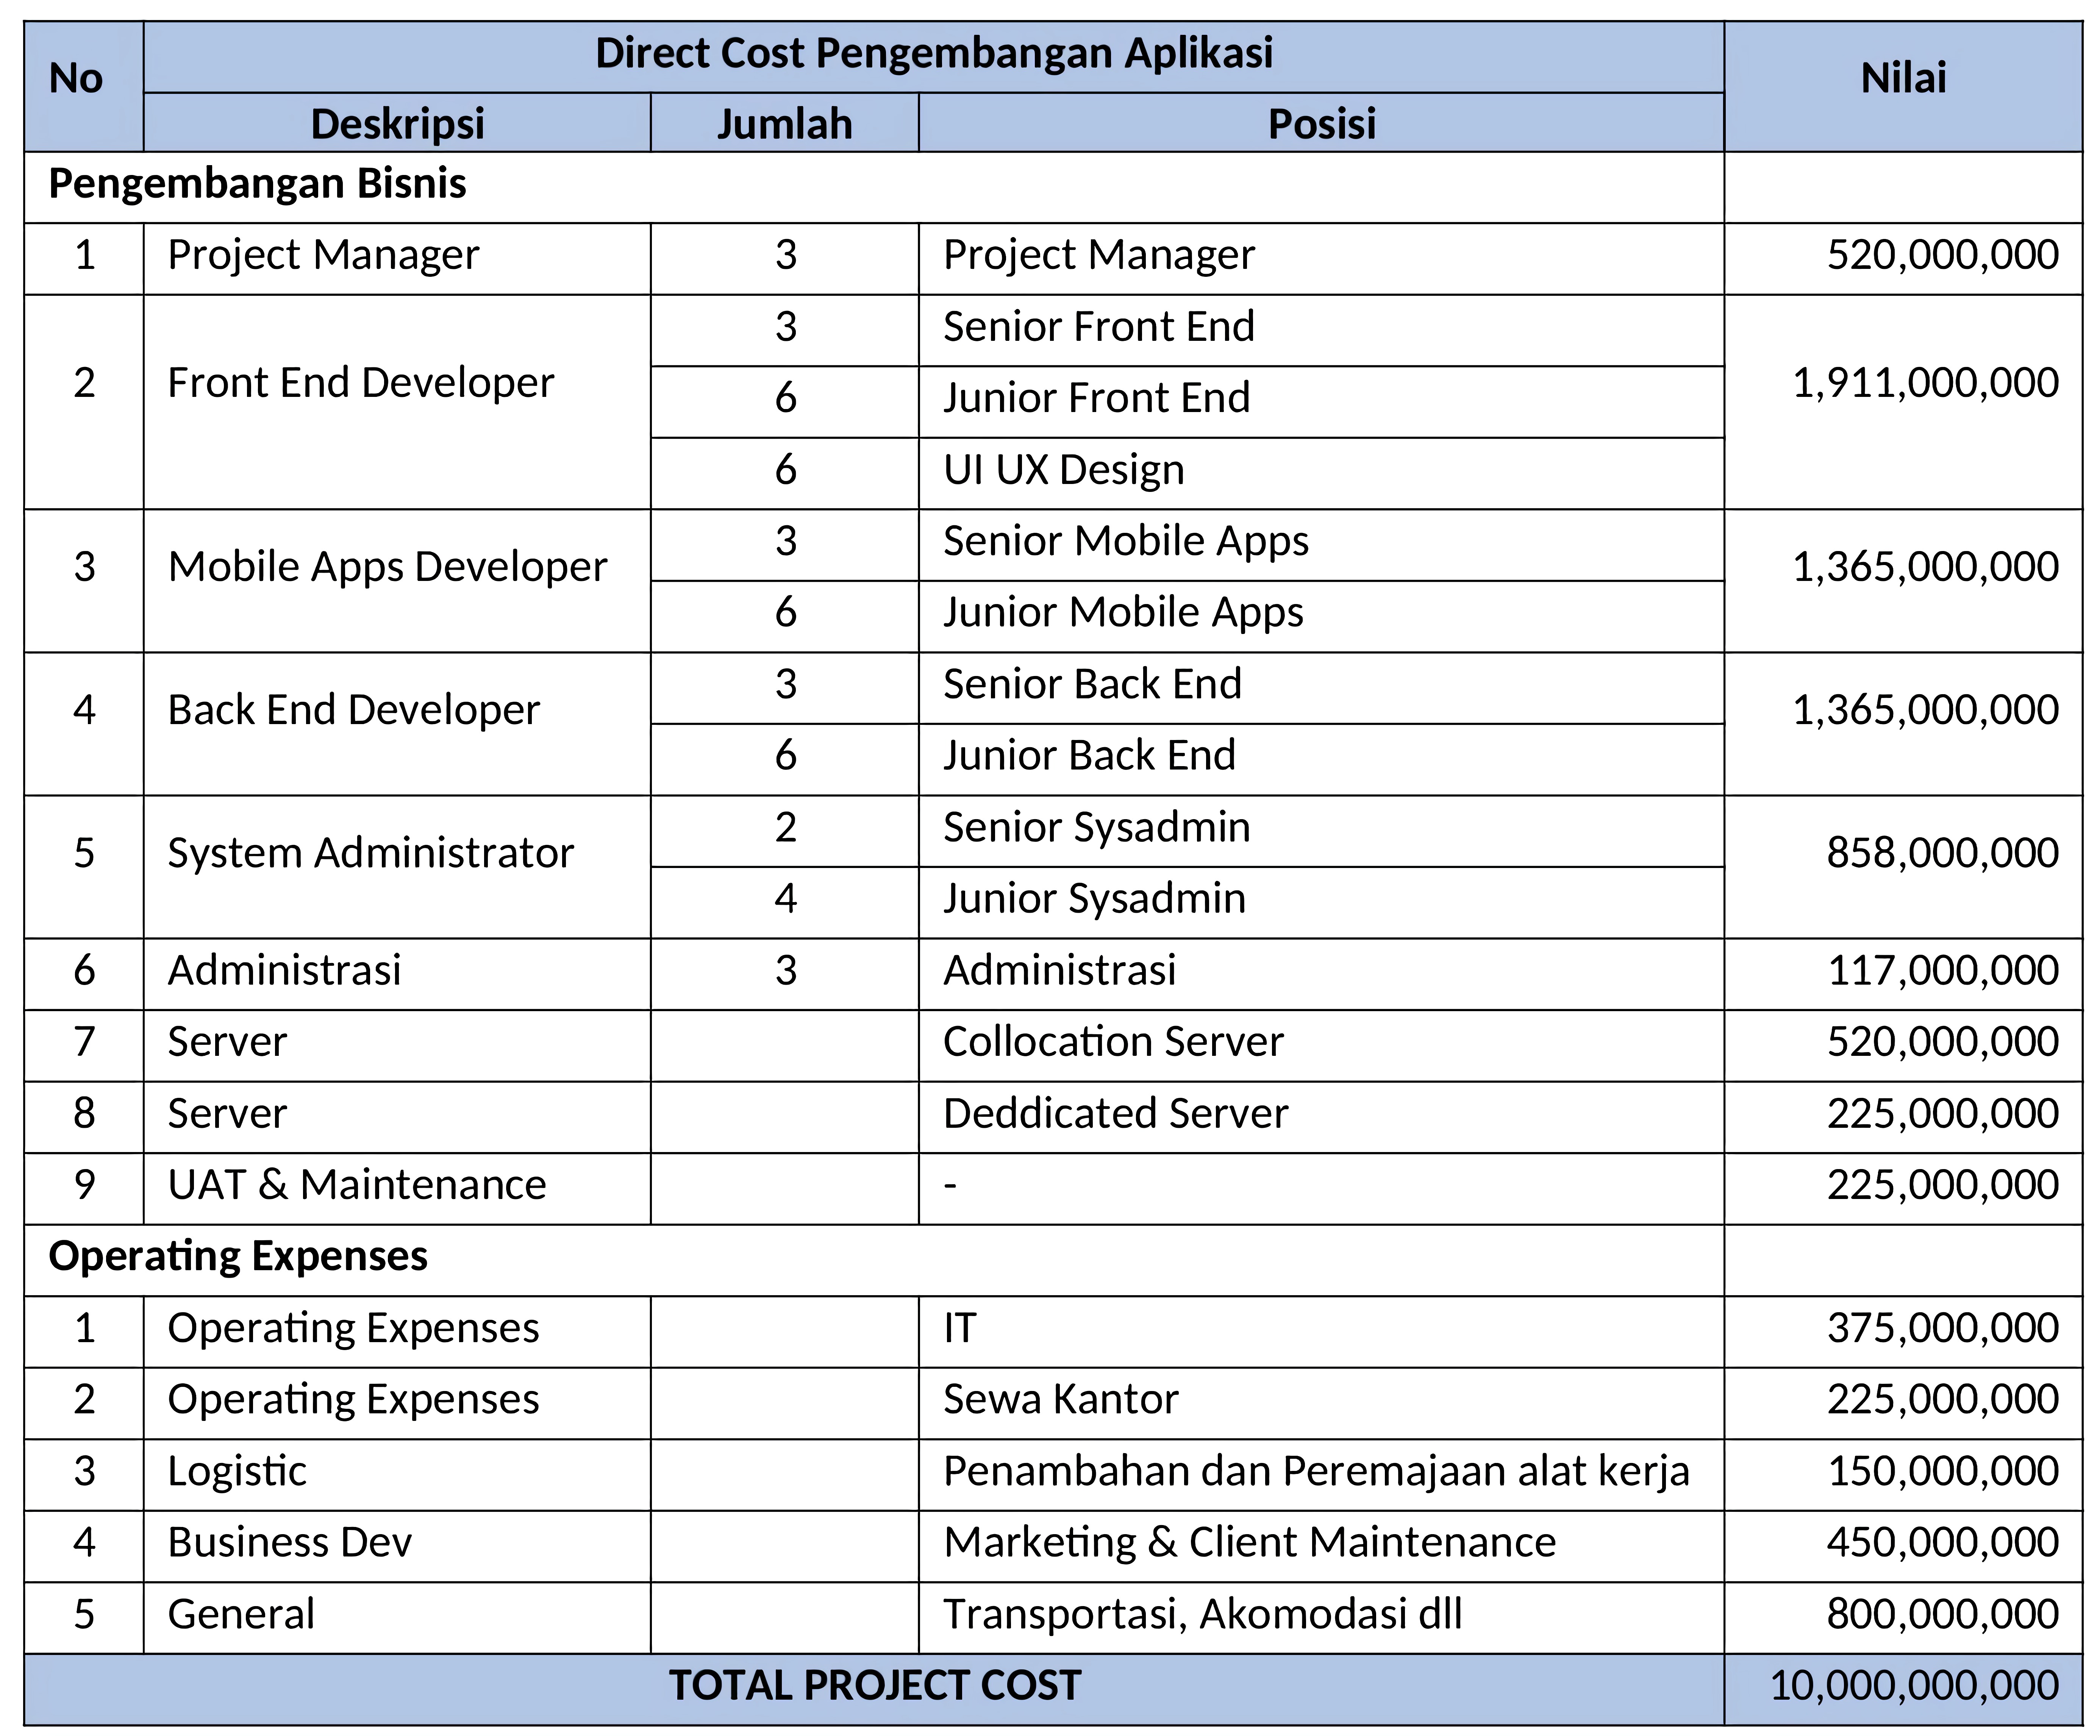 No Direct Cost Pengembangan Aplikasi Nilai
Deskripsi Jumlah Posisi
Pengembangan Bisnis
1 Project Manager 3 Project Manager 520,000,000
2 Front End Developer 3 Senior Front End 1,911,000,000
6 Junior Front End
6 UI UX Design
3 Mobile Apps Developer 3 Senior Mobile Apps 1,365,000,000
6 Junior Mobile Apps
4 Back End Developer 3 Senior Back End 1,365,000,000
6 Junior Back End
5 System Administrator 2 Senior Sysadmin 858,000,000
4 Junior Sysadmin
6 Administrasi 3 Administrasi 117,000,000
7 Server Collocation Server 520,000,000
8 Server Deddicated Server 225,000,000
9 UAT & Maintenance - 225,000,000
Operating Expenses
1 Operating Expenses IT 375,000,000
2 Operating Expenses Sewa Kantor 225,000,000
3 Logistic Penambahan dan Peremajaan alat kerja 150,000,000
4 Business Dev Marketing & Client Maintenance 450,000,000
5 General Transportasi, Akomodasi dll 800,000,000
TOTAL PROJECT COST 10,000,000,000